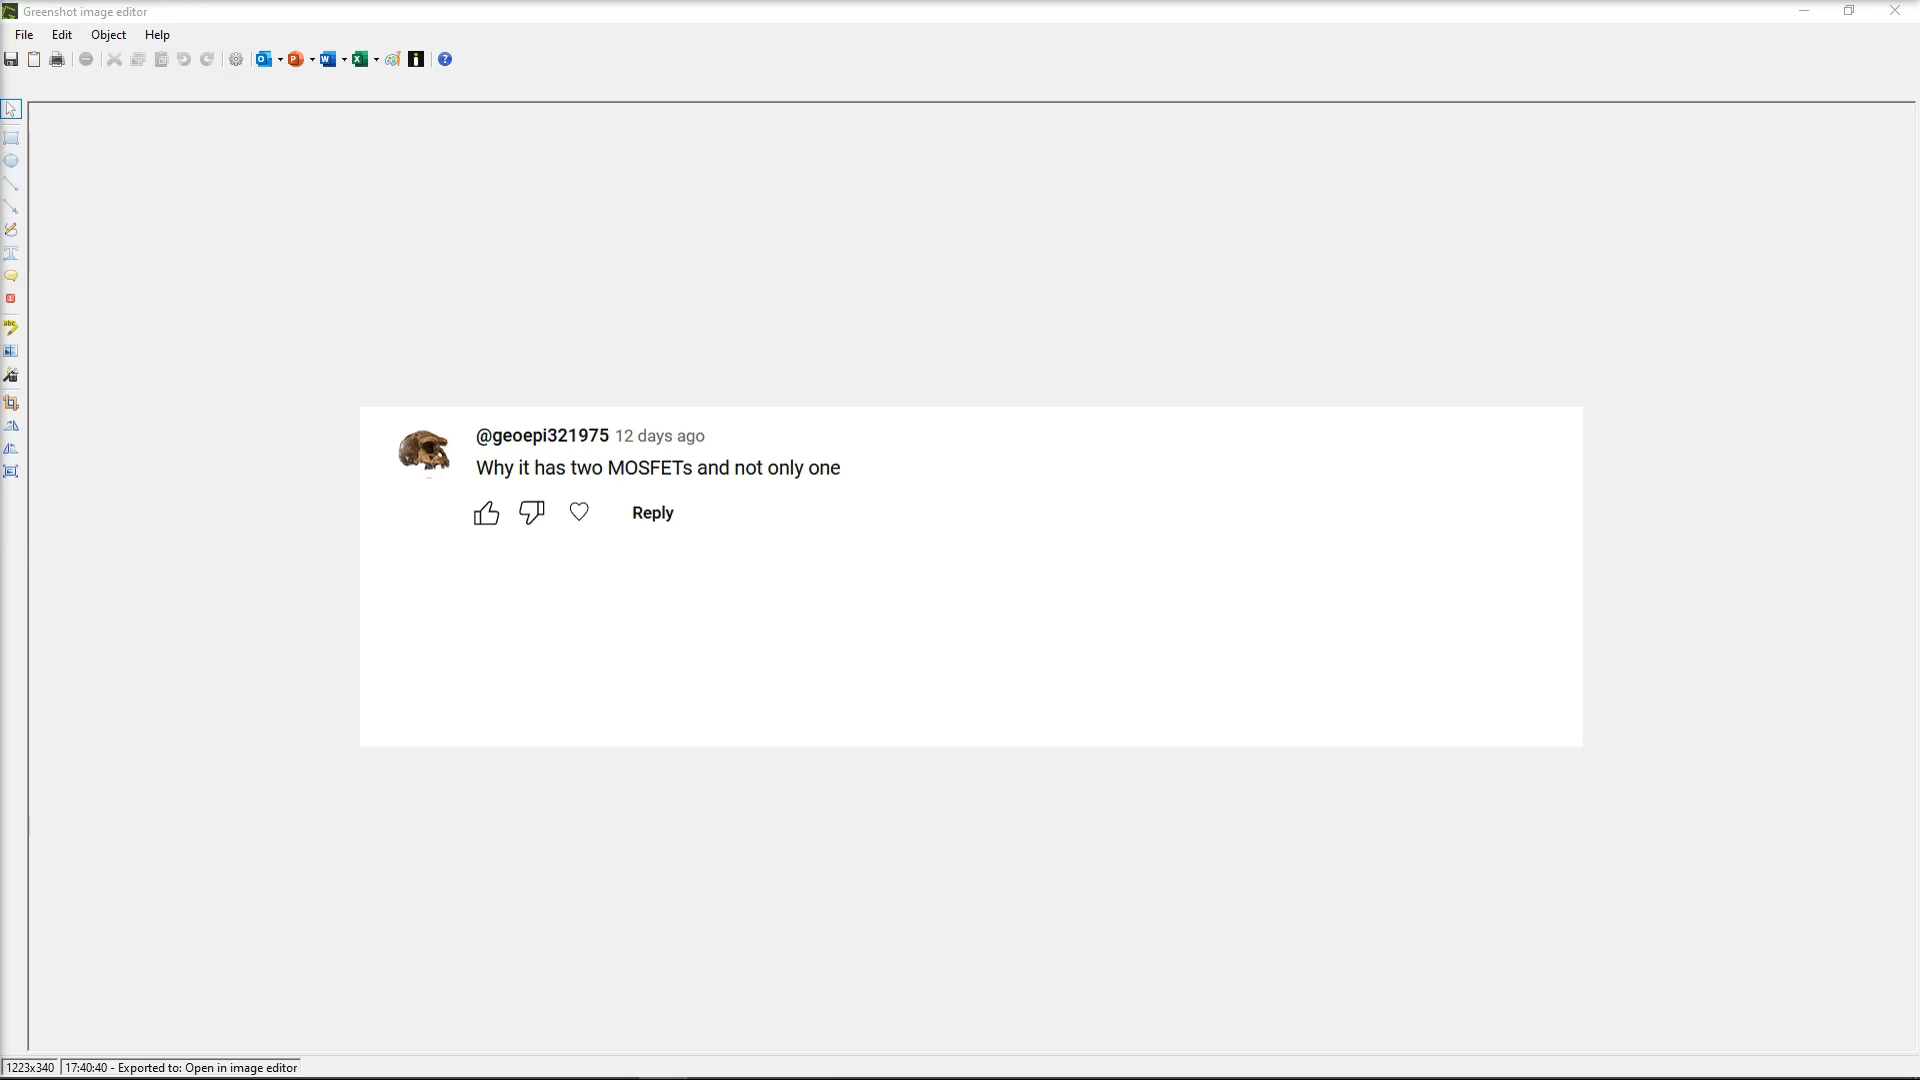 Greenshot image editor
File Edit Object Help
@geoepi321975 12 days ago
Why it has two MOSFETs and not only one
Reply
1223x340 17:40:40 - Exported to: Open in image editor